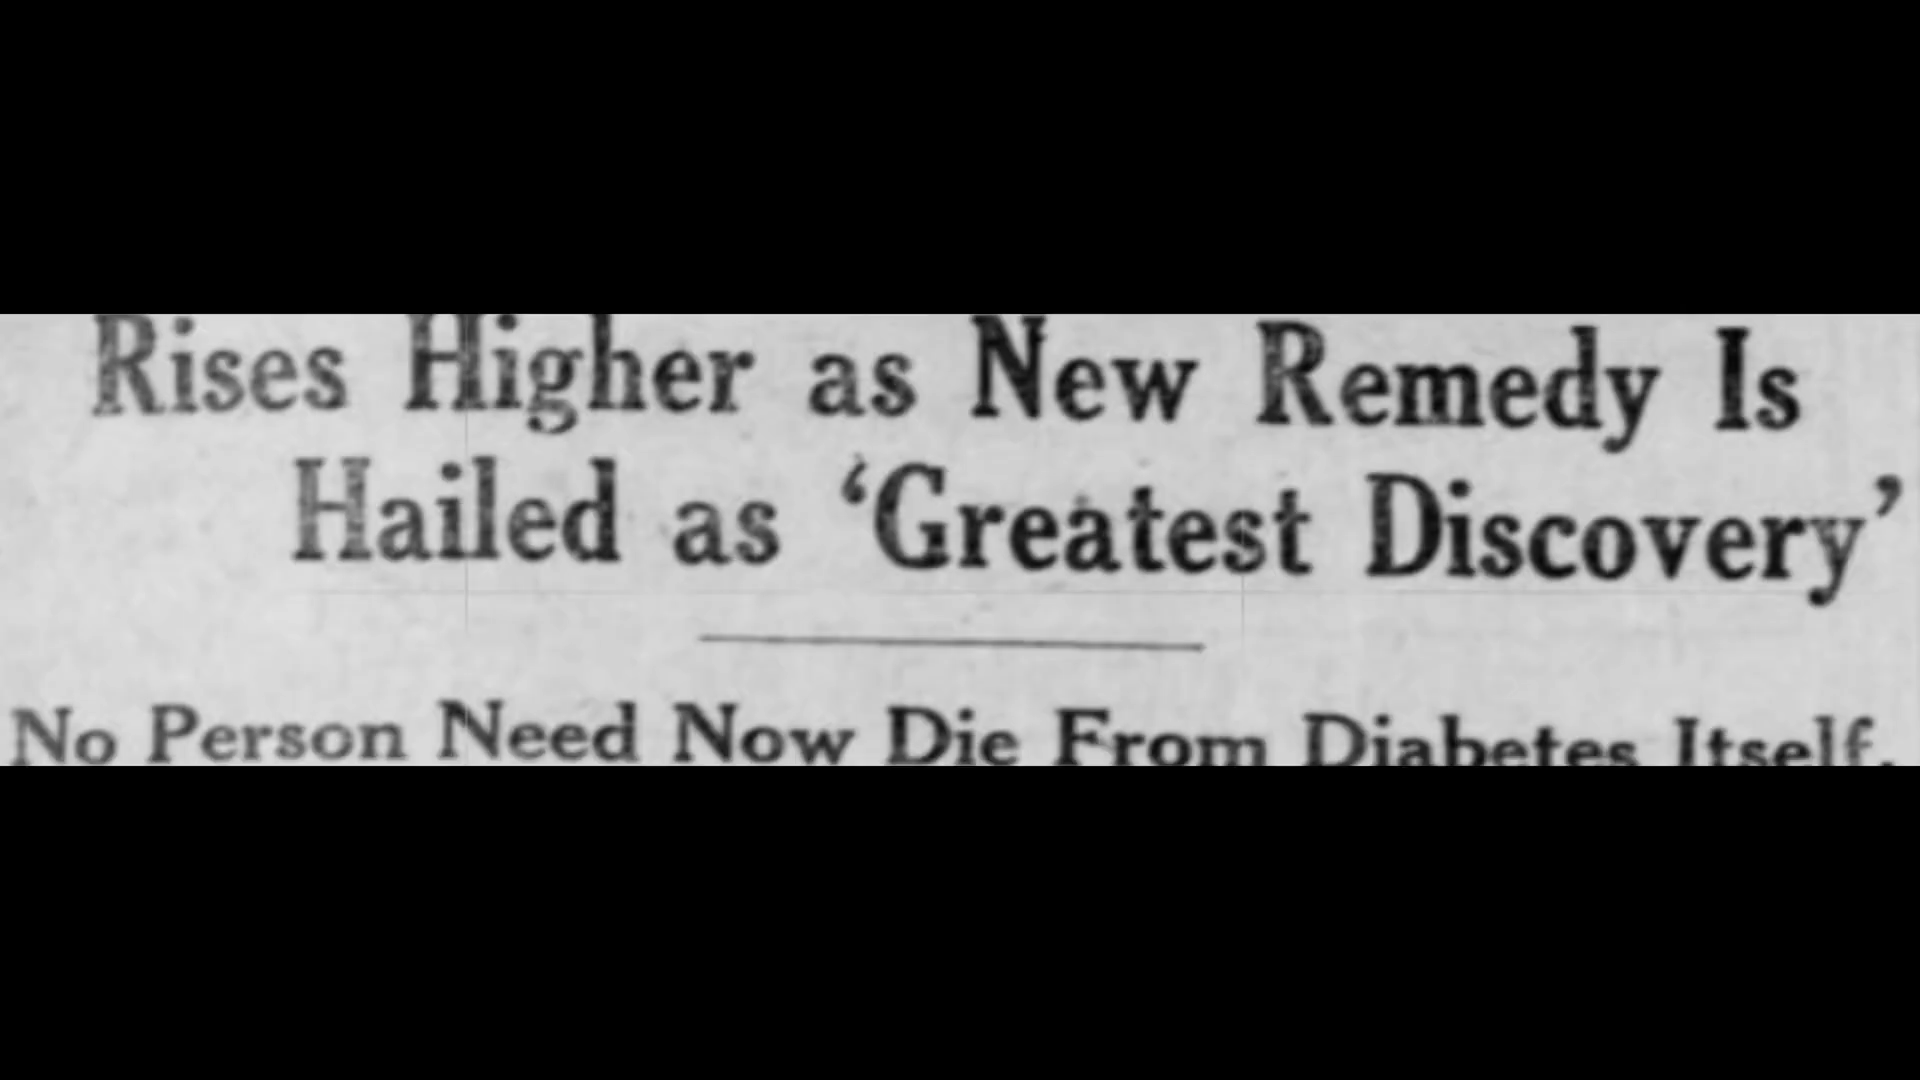 Rises Higher as New Remedy Is
Hailed as ‘Greatest Discovery’
No Person Need Now Die From Diabetes Itself.